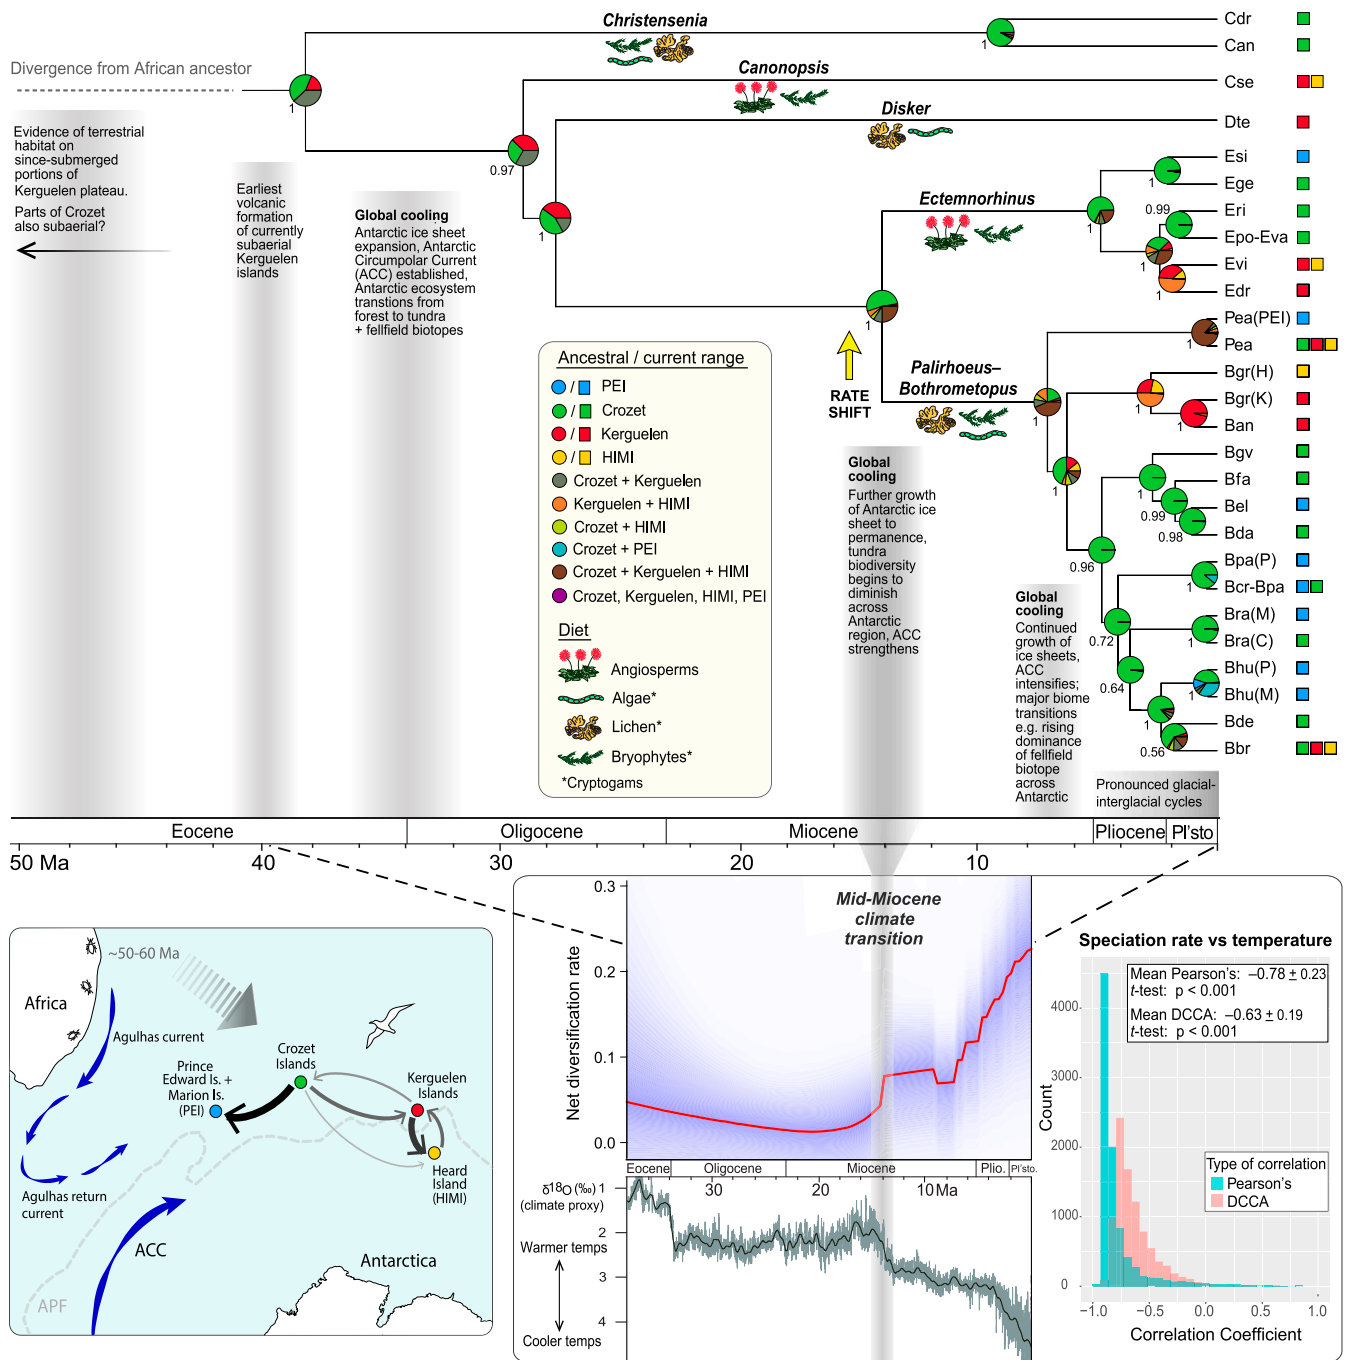 Christensenia
Cdr
Can
1
Divergence from African ancestor
1
Canonopsis
Cse
Disker
Dte
0.97
1
Evidence of terrestrial
habitat on
since-submerged
portions of
Kerguelen plateau.
Parts of Crozet
also subaerial?
Earliest
volcanic
formation
of currently
subaerial
Kerguelen
islands
Global cooling
Antarctic ice sheet
expansion, Antarctic
Circumpolar Current
(ACC) established,
Antarctic ecosystem
transtions from
forest to tundra
+ fellfield biotopes
Ectemnorhinus
Esi
Ege
Eri
Epo-Eva
Evi
Edr
1
1
0.99
1
1
1
RATE
SHIFT
Palirhoeus–
Bothrometopus
Pea(PEI)
Pea
Bgr(H)
Bgr(K)
Ban
Bgv
Bfa
Bel
Bda
Bpa(P)
Bcr-Bpa
Bra(M)
Bra(C)
Bhu(P)
Bhu(M)
Bde
Bbr
1
1
1
1
1
1
0.99
0.98
0.96
1
0.72
1
0.64
1
1
0.56
Ancestral / current range
/ PEI
/ Crozet
/ Kerguelen
/ HIMI
Crozet + Kerguelen
Kerguelen + HIMI
Crozet + HIMI
Crozet + PEI
Crozet + Kerguelen + HIMI
Crozet, Kerguelen, HIMI, PEI
Diet
Angiosperms
Algae*
Lichen*
Bryophytes*
*Cryptogams
Global
cooling
Further growth
of Antarctic ice
sheet to
permanence,
tundra
biodiversity
begins to
diminish
across
Antarctic
region, ACC
strengthens
Global
cooling
Continued
growth of
ice sheets,
ACC
intensifies;
major biome
transitions
e.g. rising
dominance
of fellfield
biotope
across
Antarctic
Pronounced glacial-
interglacial cycles
Eocene
Oligocene
Miocene
Pliocene
Pl'sto
50 Ma
40
30
20
10
~50-60 Ma
Africa
Agulhas current
Prince
Edward Is. +
Marion Is.
(PEI)
Crozet
Islands
Kerguelen
Islands
Heard
Island
(HIMI)
Agulhas return
current
ACC
APF
Antarctica
Net diversification rate
0.3
0.2
0.1
0.0
Mid-Miocene
climate
transition
Eocene
Oligocene
Miocene
Plio.
Pl'sto.
30
20
10Ma
δ18O (‰)
(climate proxy)
1
2
3
4
Warmer temps
Cooler temps
Speciation rate vs temperature
Mean Pearson's: −0.78 ± 0.23
t-test: p < 0.001
Mean DCCA: −0.63 ± 0.19
t-test: p < 0.001
Count
4000
3000
2000
1000
0
Type of correlation
Pearson's
DCCA
−1.0
−0.5
0.0
0.5
1.0
Correlation Coefficient